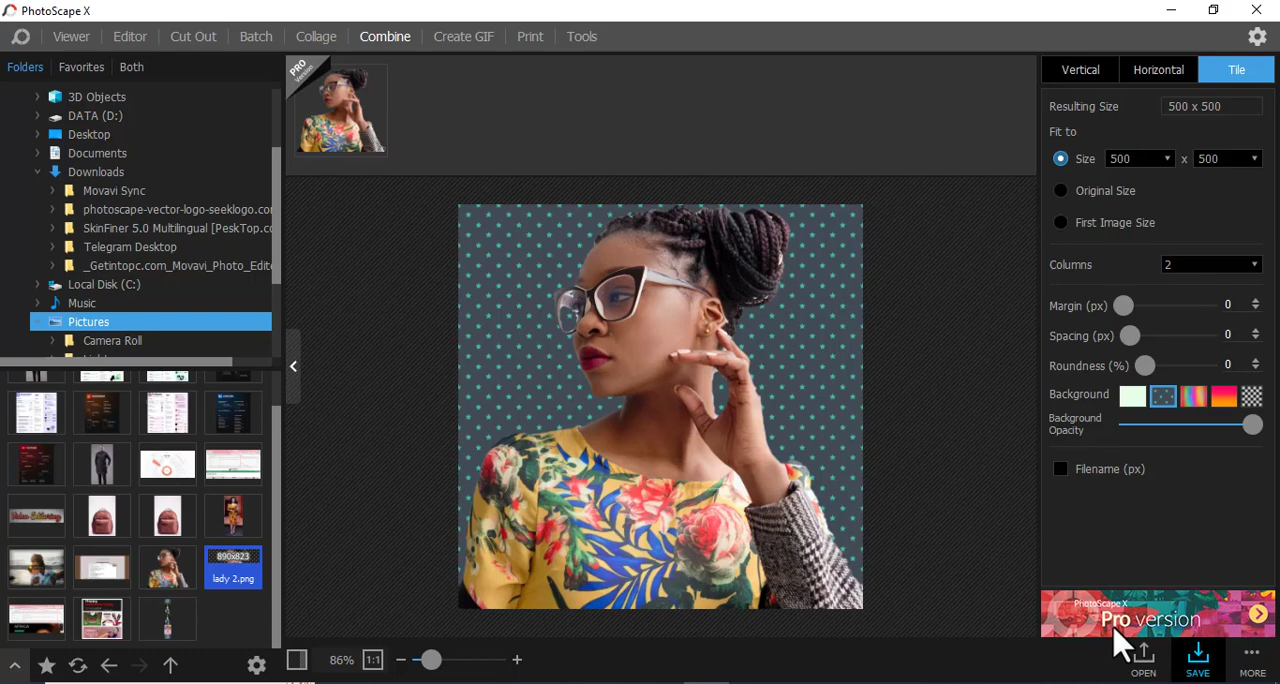 PhotoScape X
Viewer Editor Cut Out Batch Collage Combine Create GIF Print Tools
Folders Favorites Both
3D Objects
DATA (D:)
Desktop
Documents
Downloads
Movavi Sync
photoscape-vector-logo-seeklogo.co
SkinFiner 5.0 Multilingual [PeskTop.c
Telegram Desktop
_Getintopc.com_Movavi_Photo_Edit
Local Disk (C:)
Music
Pictures
Camera Roll
890x823
lady 2.png
PRO
Version
86% 1:1
Vertical Horizontal Tile
Resulting Size 500 x 500
Fit to
Size 500 x 500
Original Size
First Image Size
Columns 2
Margin (px) 0
Spacing (px) 0
Roundness (%) 0
Background
Background
Opacity
Filename (px)
PhotoScape X
Pro version
OPEN SAVE MORE